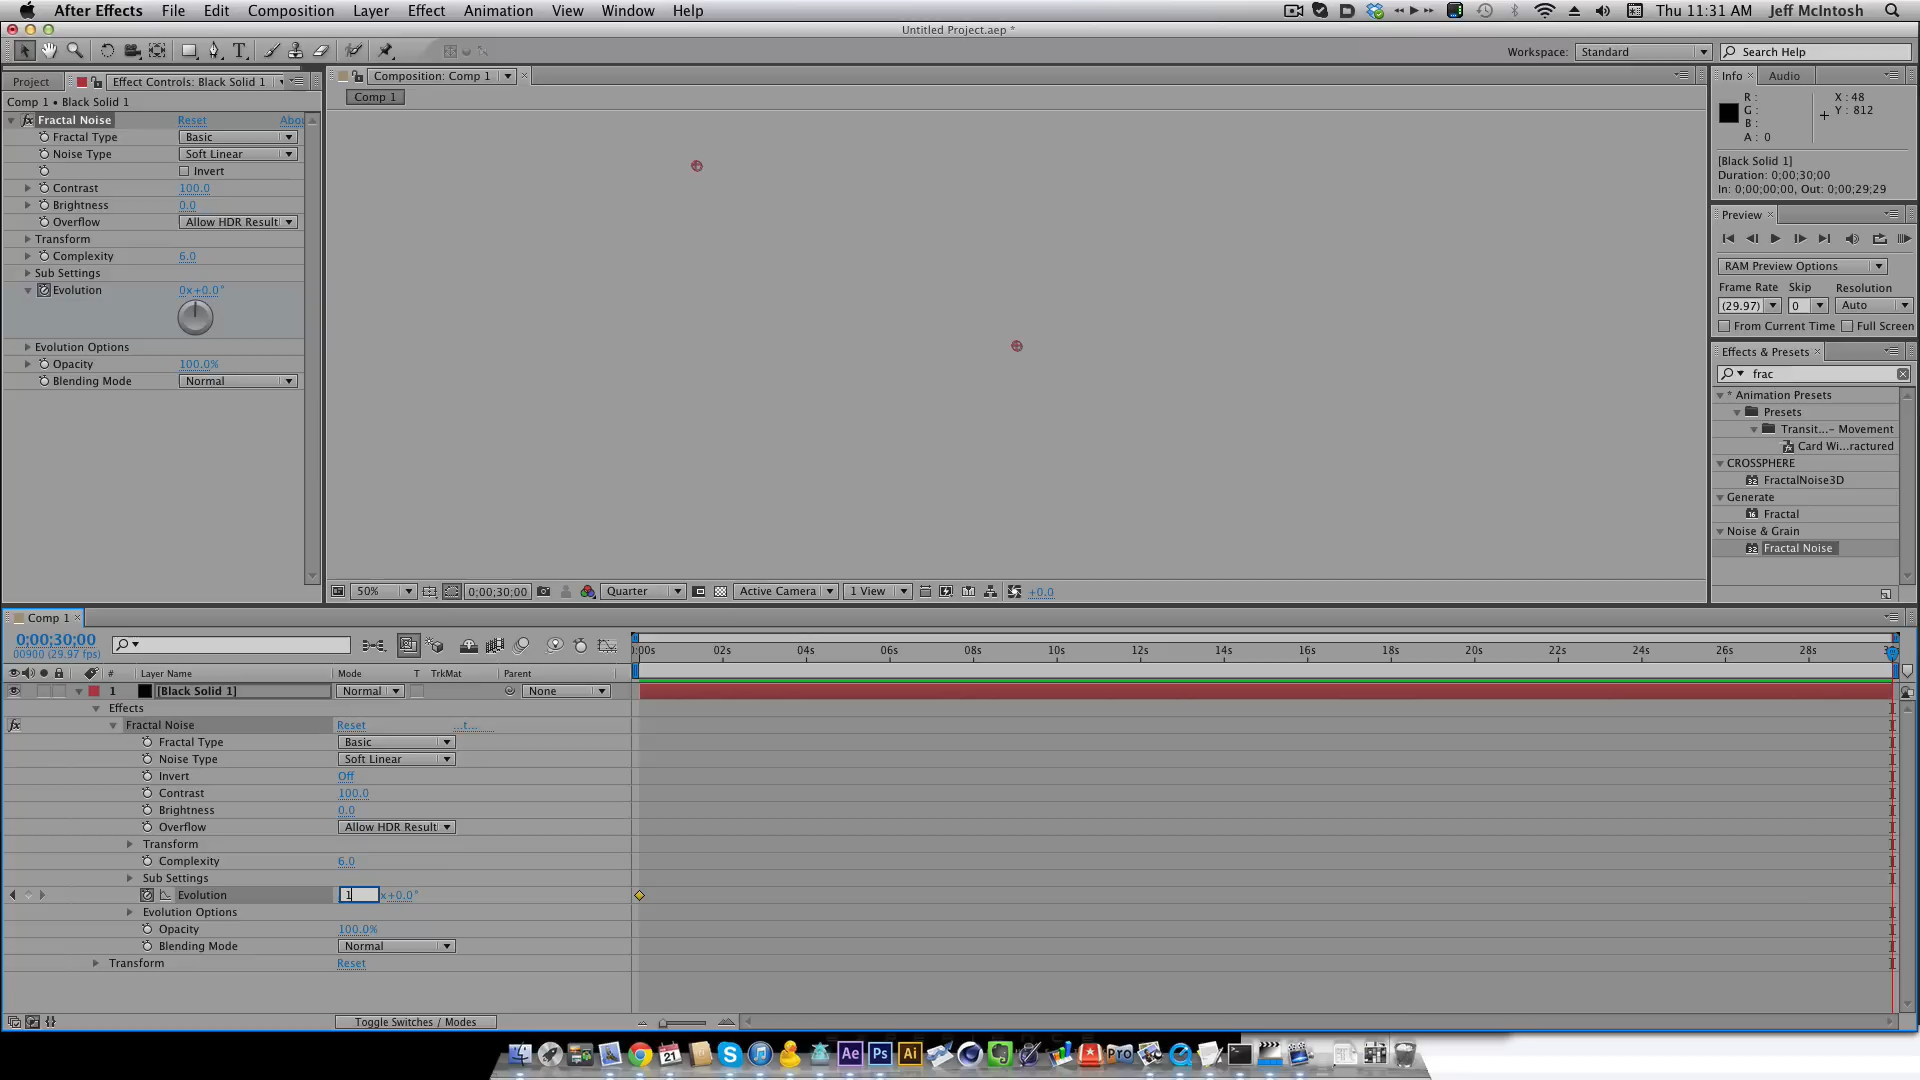 After Effects File Edit Composition Layer Effect Animation View Window Help Thu 11:31 AM Jeff McIntosh
Untitled Project.aep *
T Workspace: Standard Search Help
Project Effect Controls: Black Solid 1 Composition: Comp 1 Info Audio
Comp 1 • Black Solid 1
Comp 1
fx Fractal Noise Reset Abou
Fractal Type Basic
Noise Type Soft Linear
Invert
Contrast 100.0
Brightness 0.0
Overflow Allow HDR Result
Transform
Complexity 6.0
Sub Settings
Evolution 0x+0.0°
Evolution Options
Opacity 100.0%
Blending Mode Normal
R :
G :
B :
A : 0
X : 48
Y : 812
[Black Solid 1]
Duration: 0;00;30;00
In: 0;00;00;00, Out: 0;00;29;29
Preview
RAM Preview Options
Frame Rate Skip Resolution
(29.97) 0 Auto
From Current Time Full Screen
Effects & Presets
frac
* Animation Presets
Presets
Transit...- Movement
Card Wi...ractured
CROSSPHERE
32 FractalNoise3D
Generate
16 Fractal
Noise & Grain
32 Fractal Noise
50% 0;00;30;00 Quarter Active Camera 1 View +0.0
Comp 1
0;00;30;00
00900 (29.97 fps)
):00s 02s 04s 06s 08s 10s 12s 14s 16s 18s 20s 22s 24s 26s 28s
# Layer Name Mode T TrkMat Parent
1 [Black Solid 1] Normal None
Effects
fx Fractal Noise Reset ...t...
Fractal Type Basic
Noise Type Soft Linear
Invert Off
Contrast 100.0
Brightness 0.0
Overflow Allow HDR Result
Transform
Complexity 6.0
Sub Settings
Evolution 1 x+0.0°
Evolution Options
Opacity 100.0%
Blending Mode Normal
Transform Reset
Toggle Switches / Modes
21 Ae Ps Ai Pro